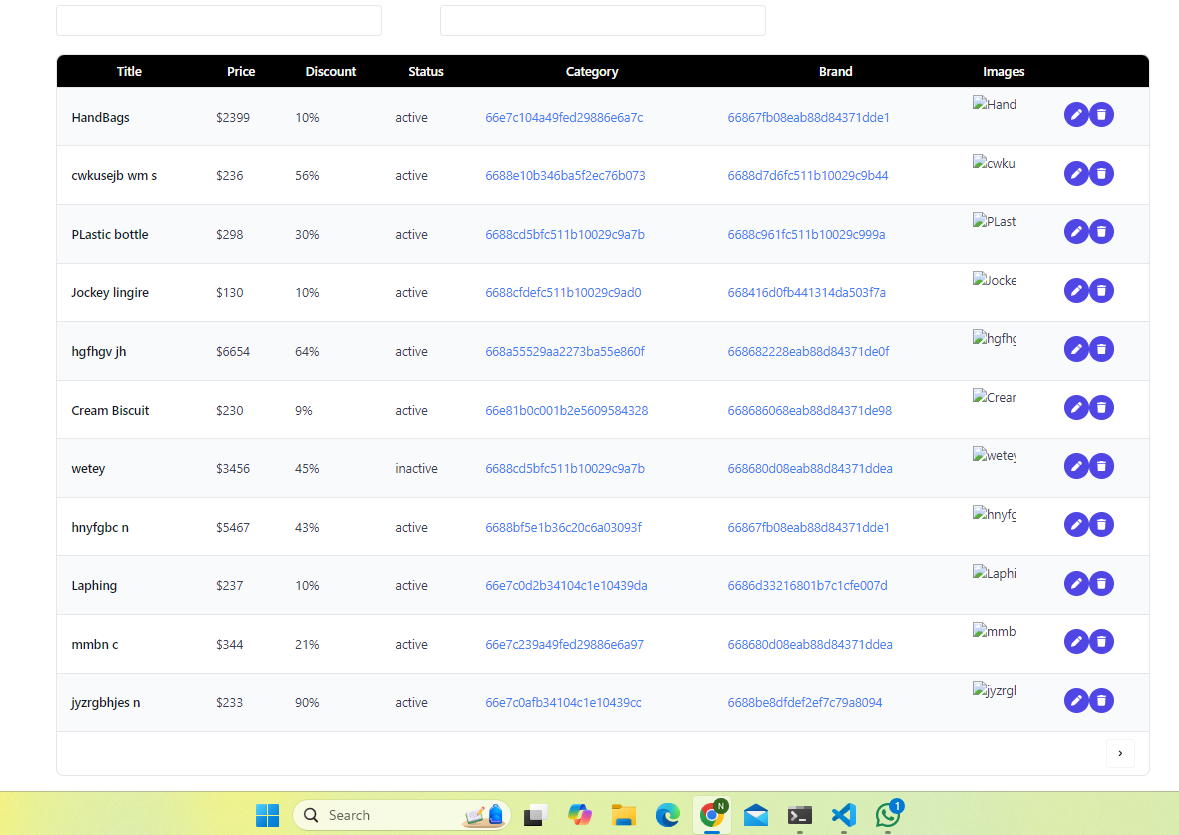 Title Price Discount Status Category Brand Images
HandBags $2399 10% active 66e7c104a49fed29886e6a7c 66867fb08eab88d84371dde1 Hand
cwkusejb wm s $236 56% active 6688e10b346ba5f2ec76b073 6688d7d6fc511b10029c9b44 cwku
PLastic bottle $298 30% active 6688cd5bfc511b10029c9a7b 6688c961fc511b10029c999a PLast
Jockey lingire $130 10% active 6688cfdefc511b10029c9ad0 668416d0fb441314da503f7a Jocke
hgfhgv jh $6654 64% active 668a55529aa2273ba55e860f 668682228eab88d84371de0f hgfhg
Cream Biscuit $230 9% active 66e81b0c001b2e5609584328 668686068eab88d84371de98 Crear
wetey $3456 45% inactive 6688cd5bfc511b10029c9a7b 668680d08eab88d84371ddea wetey
hnyfgbc n $5467 43% active 6688bf5e1b36c20c6a03093f 66867fb08eab88d84371dde1 hnyfg
Laphing $237 10% active 66e7c0d2b34104c1e10439da 6686d33216801b7c1cfe007d Laphi
mmbn c $344 21% active 66e7c239a49fed29886e6a97 668680d08eab88d84371ddea mmb
jyzrgbhjes n $233 90% active 66e7c0afb34104c1e10439cc 6688be8dfdef2ef7c79a8094 jyzrgl
›
Search N 1